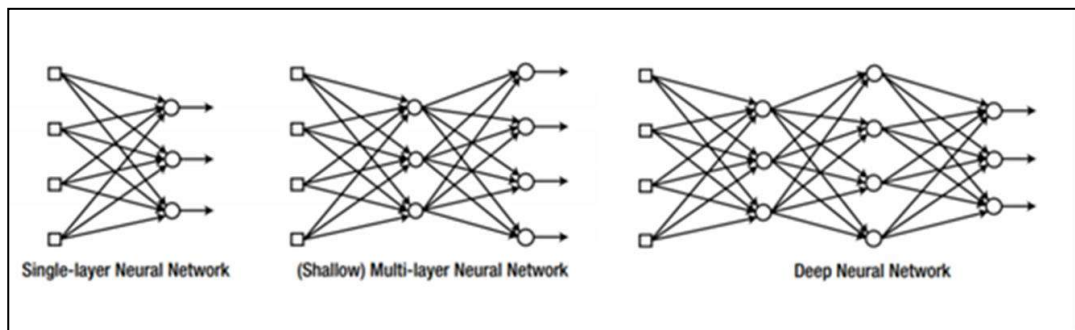 Single-layer Neural Network
(Shallow) Multi-layer Neural Network
Deep Neural Network